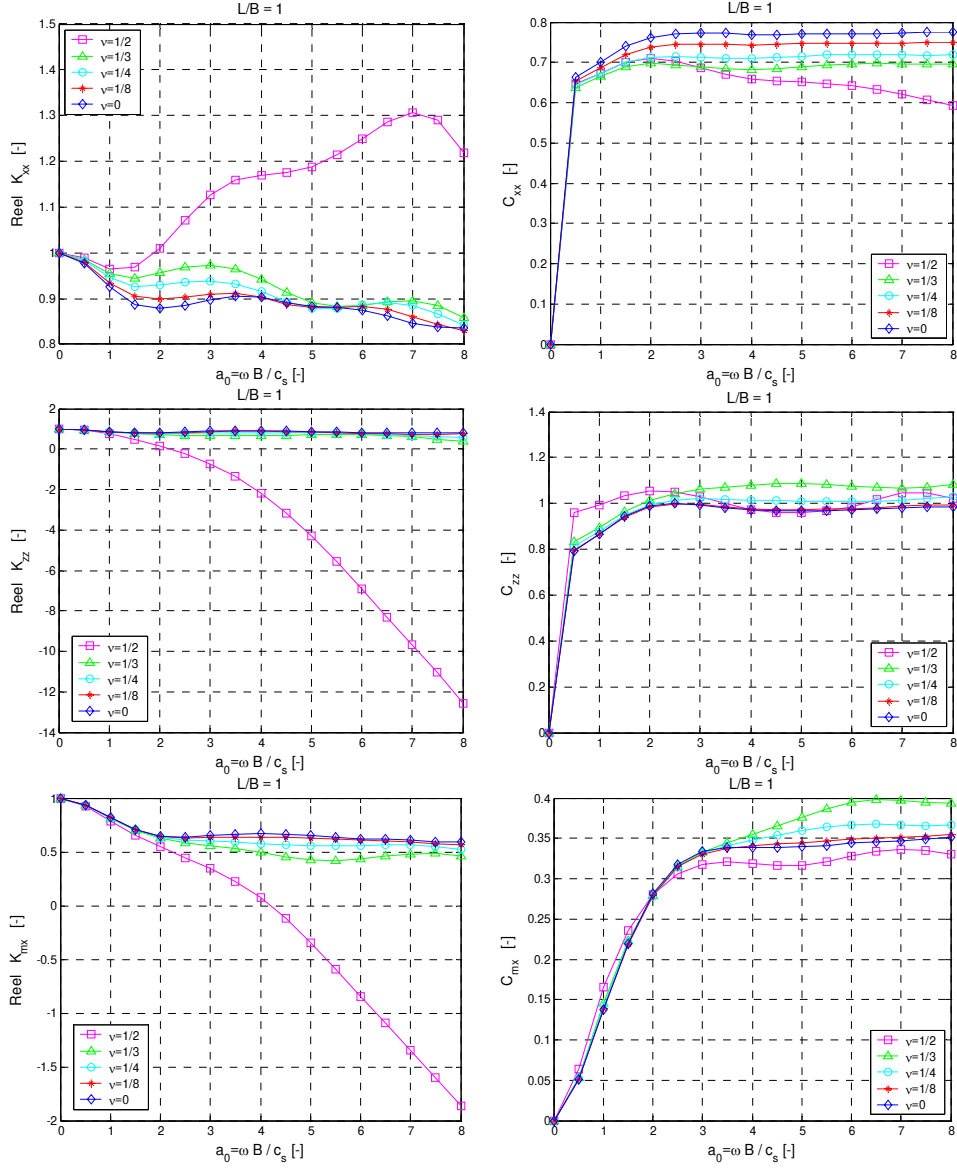 L/B = 1
1.5
1.4
1.3
1.2
1.1
1
0.9
0.8
Reel K_xx [-]
ν=1/2
ν=1/3
ν=1/4
ν=1/8
ν=0
0 1 2 3 4 5 6 7 8
a_0=ω B / c_s [-]
L/B = 1
0.8
0.7
0.6
0.5
0.4
0.3
0.2
0.1
0
C_xx [-]
ν=1/2
ν=1/3
ν=1/4
ν=1/8
ν=0
0 1 2 3 4 5 6 7 8
a_0=ω B / c_s [-]
L/B = 1
2
0
-2
-4
-6
-8
-10
-12
-14
Reel K_zz [-]
ν=1/2
ν=1/3
ν=1/4
ν=1/8
ν=0
0 1 2 3 4 5 6 7 8
a_0=ω B / c_s [-]
L/B = 1
1.4
1.2
1
0.8
0.6
0.4
0.2
0
C_zz [-]
ν=1/2
ν=1/3
ν=1/4
ν=1/8
ν=0
0 1 2 3 4 5 6 7 8
a_0=ω B / c_s [-]
L/B = 1
1
0.5
0
-0.5
-1
-1.5
-2
Reel K_mx [-]
ν=1/2
ν=1/3
ν=1/4
ν=1/8
ν=0
0 1 2 3 4 5 6 7 8
a_0=ω B / c_s [-]
L/B = 1
0.4
0.35
0.3
0.25
0.2
0.15
0.1
0.05
0
C_mx [-]
ν=1/2
ν=1/3
ν=1/4
ν=1/8
ν=0
0 1 2 3 4 5 6 7 8
a_0=ω B / c_s [-]